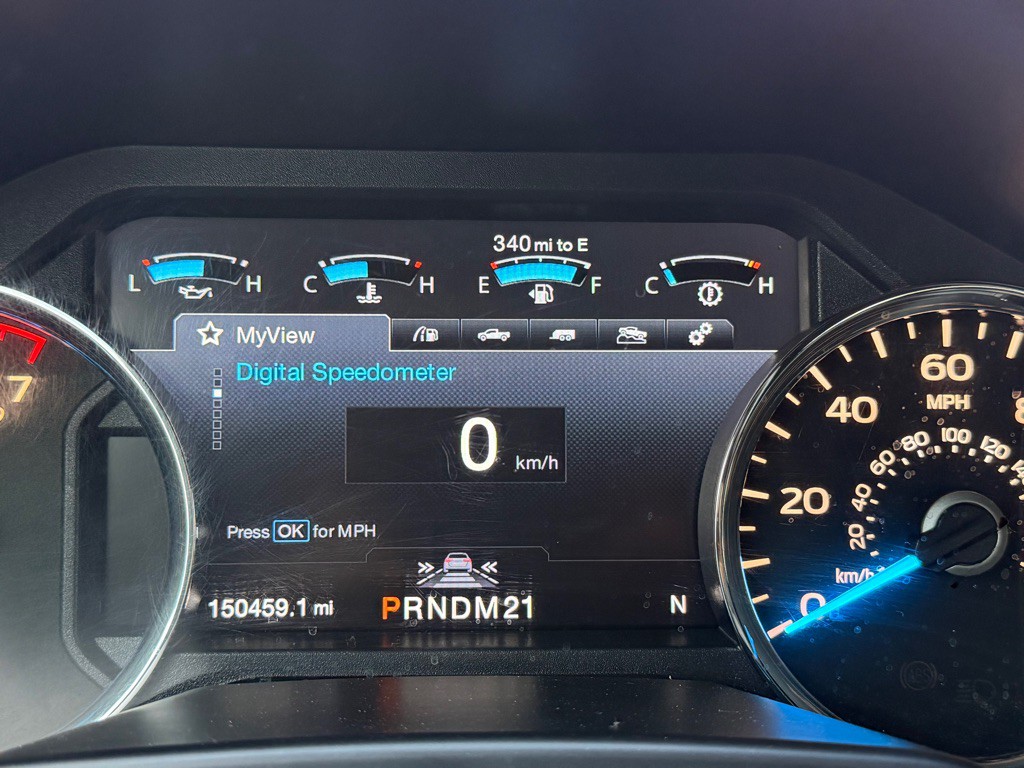 340 mi to E
L H C H E F C H
MyView
Digital Speedometer
0 km/h
Press OK for MPH
150459.1 mi PRNDM21 N
7
60
MPH
40
20
0
20 40 60 80 100 120
km/h